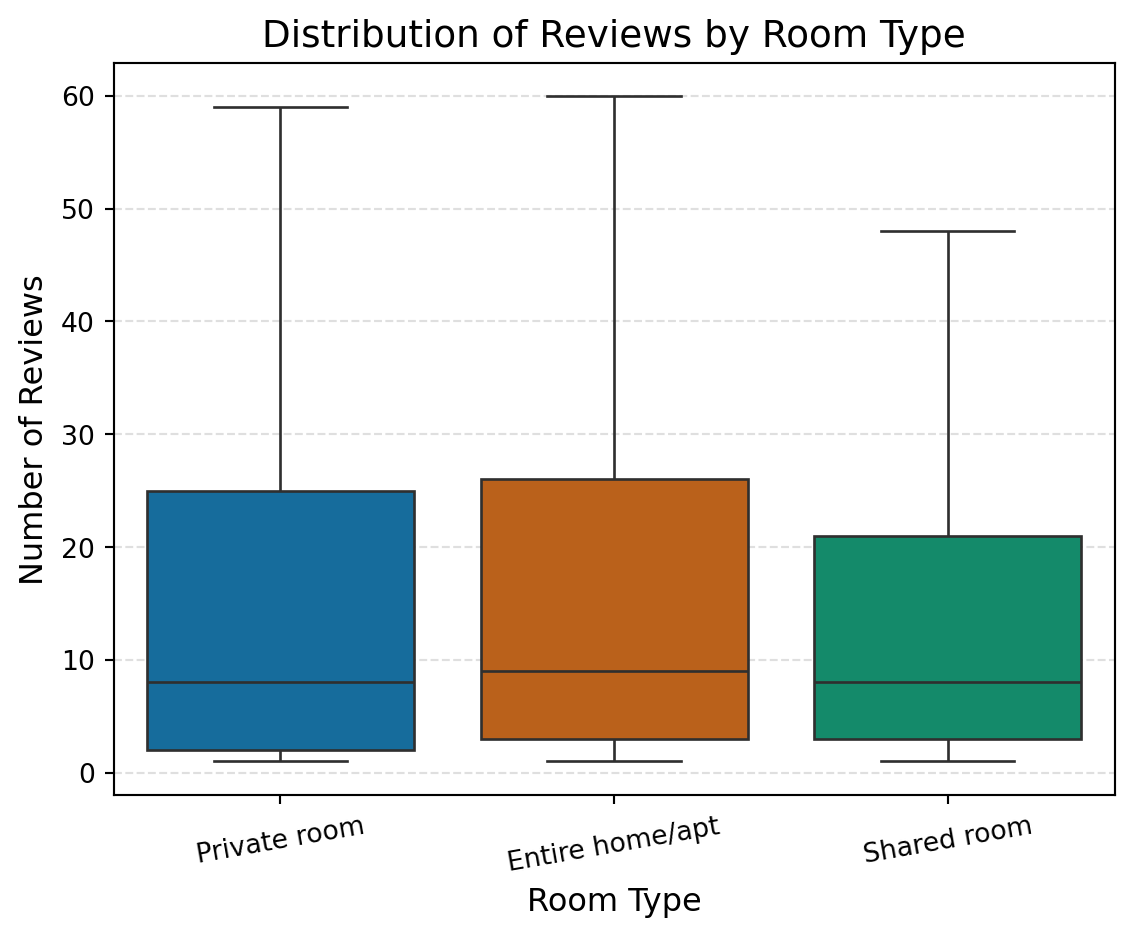 Distribution of Reviews by Room Type
Number of Reviews
60
50
40
30
20
10
0
Private room
Entire home/apt
Shared room
Room Type